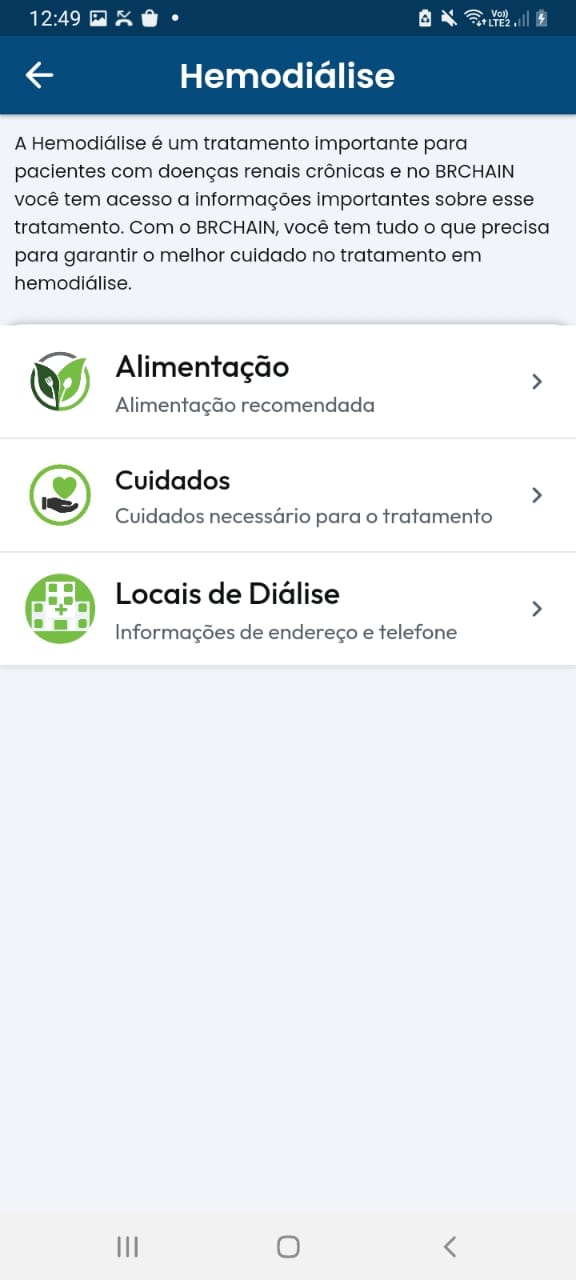 12:49
Vo)) LTE2
Hemodiálise
A Hemodiálise é um tratamento importante para
pacientes com doenças renais crônicas e no BRCHAIN
você tem acesso a informações importantes sobre esse
tratamento. Com o BRCHAIN, você tem tudo o que precisa
para garantir o melhor cuidado no tratamento em
hemodiálise.
Alimentação
Alimentação recomendada
Cuidados
Cuidados necessário para o tratamento
Locais de Diálise
Informações de endereço e telefone